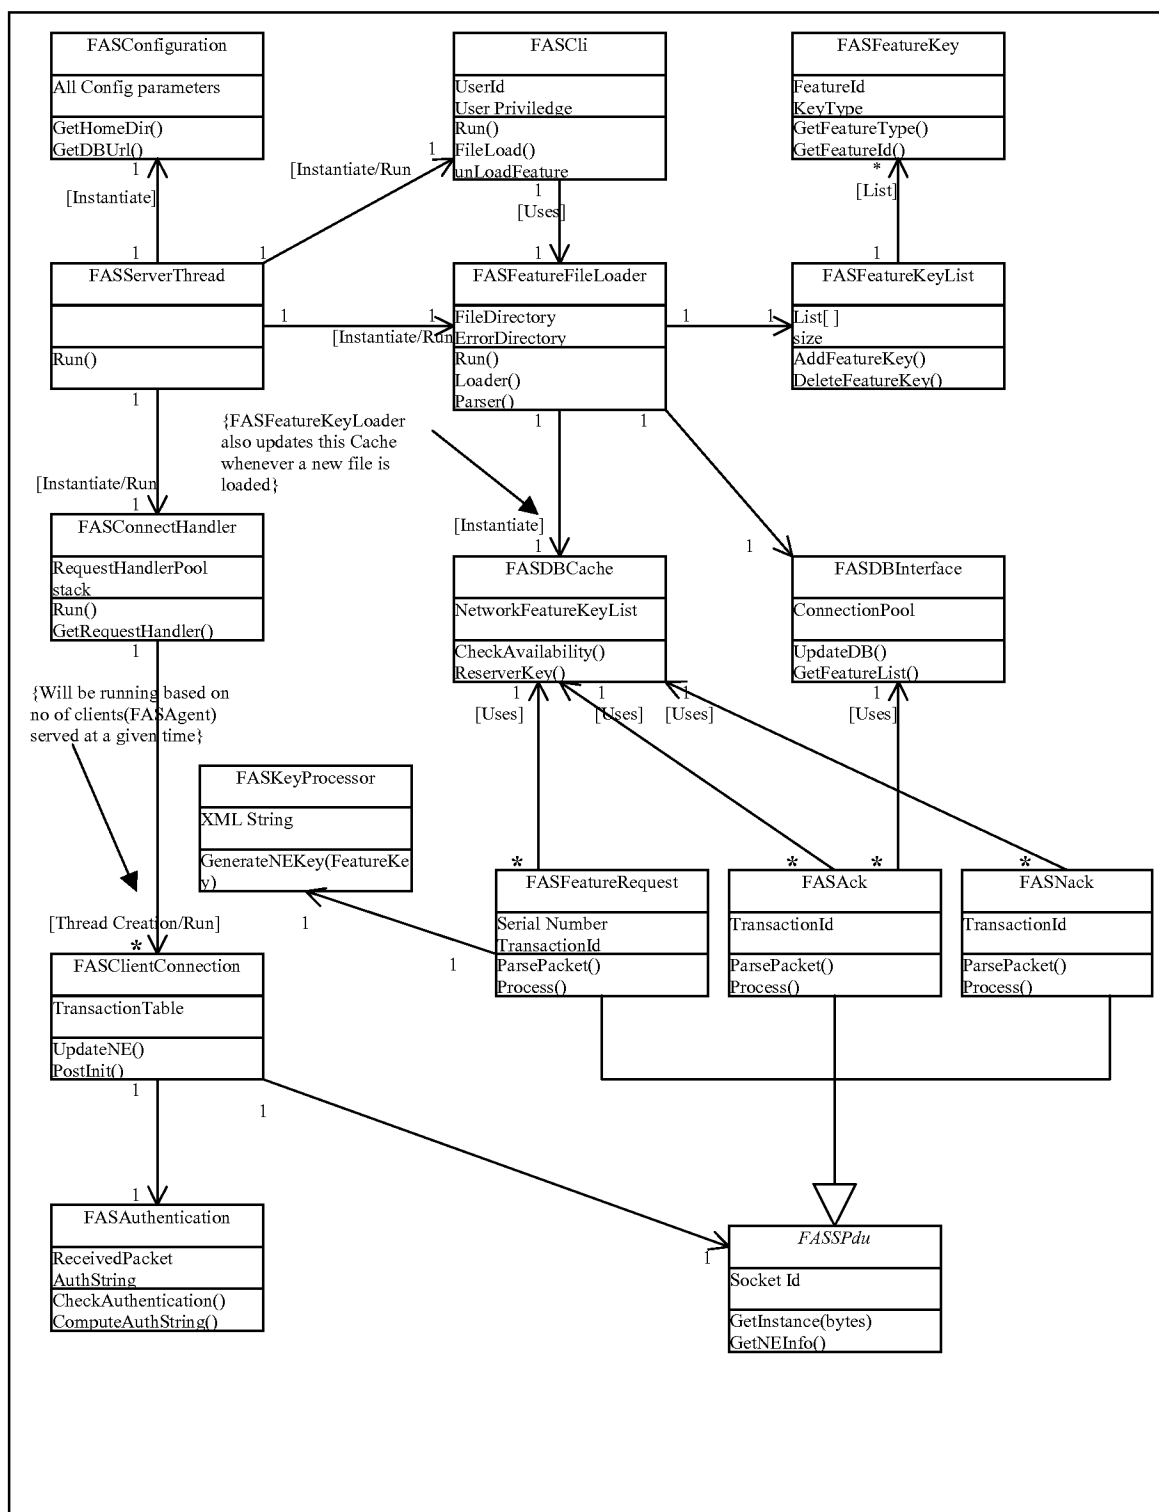 FASConfiguration
All Config parameters
GetHomeDir()
GetDBUrl()
1
[Instantiate]
1
FASCli
UserId
User Priviledge
Run()
FileLoad()
unLoadFeature
1
[Instantiate/Run
1
1
[Uses]
1
FASFeatureKey
FeatureId
KeyType
GetFeatureType()
GetFeatureId()
*
[List]
1
FASServerThread
Run()
1
1
1
[Instantiate/Run
FASFeatureFileLoader
FileDirectory
ErrorDirectory
Run()
Loader()
Parser()
1
1
1
1
FASFeatureKeyList
List[ ]
size
AddFeatureKey()
DeleteFeatureKey()
{FASFeatureKeyLoader
also updates this Cache
whenever a new file is
loaded}
[Instantiate/Run
1
[Instantiate]
1
1
FASConnectHandler
RequestHandlerPool
stack
Run()
GetRequestHandler()
1
FASDBCache
NetworkFeatureKeyList
CheckAvailability()
ReserverKey()
1
1
1
[Uses]
[Uses]
[Uses]
FASDBInterface
ConnectionPool
UpdateDB()
GetFeatureList()
1
[Uses]
{Will be running based on
no of clients(FASAgent)
served at a given time}
FASKeyProcessor
XML String
GenerateNEKey(FeatureKe
y)
1
1
[Thread Creation/Run]
*
*
*
*
*
FASFeatureRequest
Serial Number
TransactionId
ParsePacket()
Process()
FASAck
TransactionId
ParsePacket()
Process()
FASNack
TransactionId
ParsePacket()
Process()
FASClientConnection
TransactionTable
UpdateNE()
PostInit()
1
1
1
1
FASAuthentication
ReceivedPacket
AuthString
CheckAuthentication()
ComputeAuthString()
FASSPdu
Socket Id
GetInstance(bytes)
GetNEInfo()